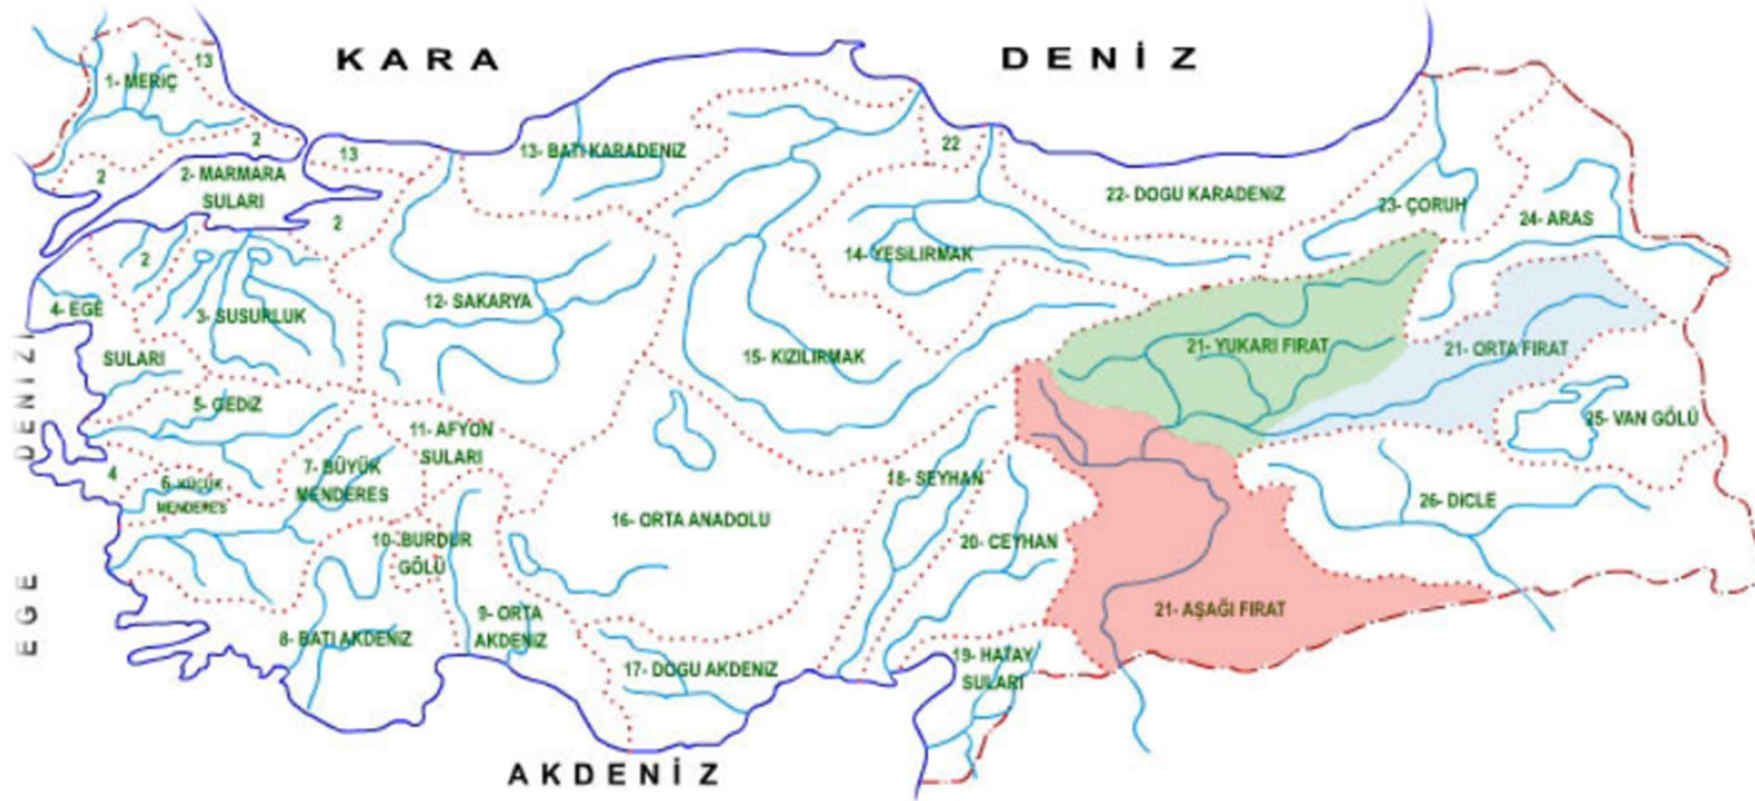 KARA
DENİZ
13
1- MERİÇ
2
13
13- BATI KARADENİZ
22
2
2- MARMARA
SULARI
22- DOGU KARADENİZ
23- ÇORUH
24- ARAS
2
2
14- YESILIRMAK
4- EGE
SULARI
3- SUSURLUK
12- SAKARYA
15- KIZILIRMAK
21- YUKARI FIRAT
21- ORTA FIRAT
5- GEDİZ
11- AFYON
SULARI
25- VAN GÖLÜ
4
6- KÜÇÜK
MENDERES
7- BÜYÜK
MENDERES
18- SEYHAN
26- DİCLE
16- ORTA ANADOLU
10- BURDUR
GÖLÜ
20- CEYHAN
9- ORTA
AKDENİZ
21- AŞAĞI FIRAT
8- BATI AKDENİZ
17- DOGU AKDENİZ
19- HATAY
SULARI
EGE DENIZI
AKDENİZ